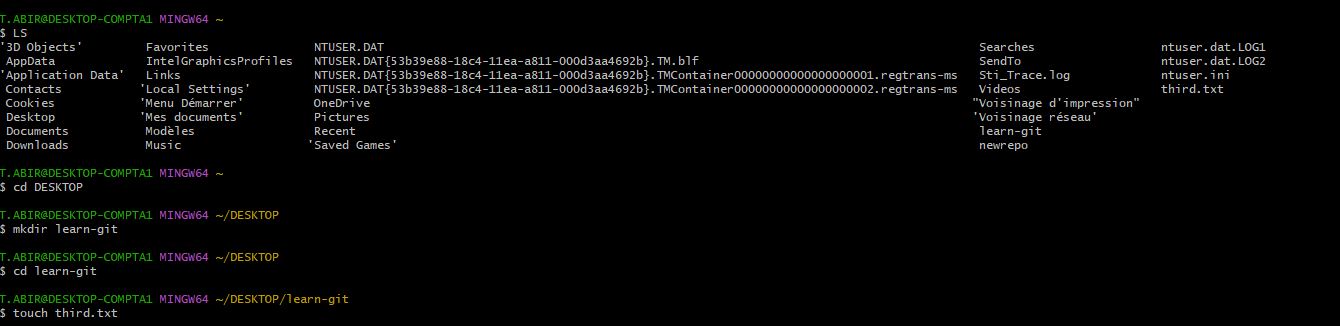 T.ABIR@DESKTOP-COMPTA1 MINGW64 ~
$ LS
'3D Objects' Favorites NTUSER.DAT Searches ntuser.dat.LOG1
AppData IntelGraphicsProfiles NTUSER.DAT{53b39e88-18c4-11ea-a811-000d3aa4692b}.TM.blf SendTo ntuser.dat.LOG2
'Application Data' Links NTUSER.DAT{53b39e88-18c4-11ea-a811-000d3aa4692b}.TMContainer00000000000000000001.regtrans-ms Sti_Trace.log ntuser.ini
Contacts 'Local Settings' NTUSER.DAT{53b39e88-18c4-11ea-a811-000d3aa4692b}.TMContainer00000000000000000002.regtrans-ms Videos third.txt
Cookies 'Menu Démarrer' OneDrive "Voisinage d'impression"
Desktop 'Mes documents' Pictures 'Voisinage réseau'
Documents Modèles Recent learn-git
Downloads Music 'Saved Games' newrepo
T.ABIR@DESKTOP-COMPTA1 MINGW64 ~
$ cd DESKTOP
T.ABIR@DESKTOP-COMPTA1 MINGW64 ~/DESKTOP
$ mkdir learn-git
T.ABIR@DESKTOP-COMPTA1 MINGW64 ~/DESKTOP
$ cd learn-git
T.ABIR@DESKTOP-COMPTA1 MINGW64 ~/DESKTOP/learn-git
$ touch third.txt